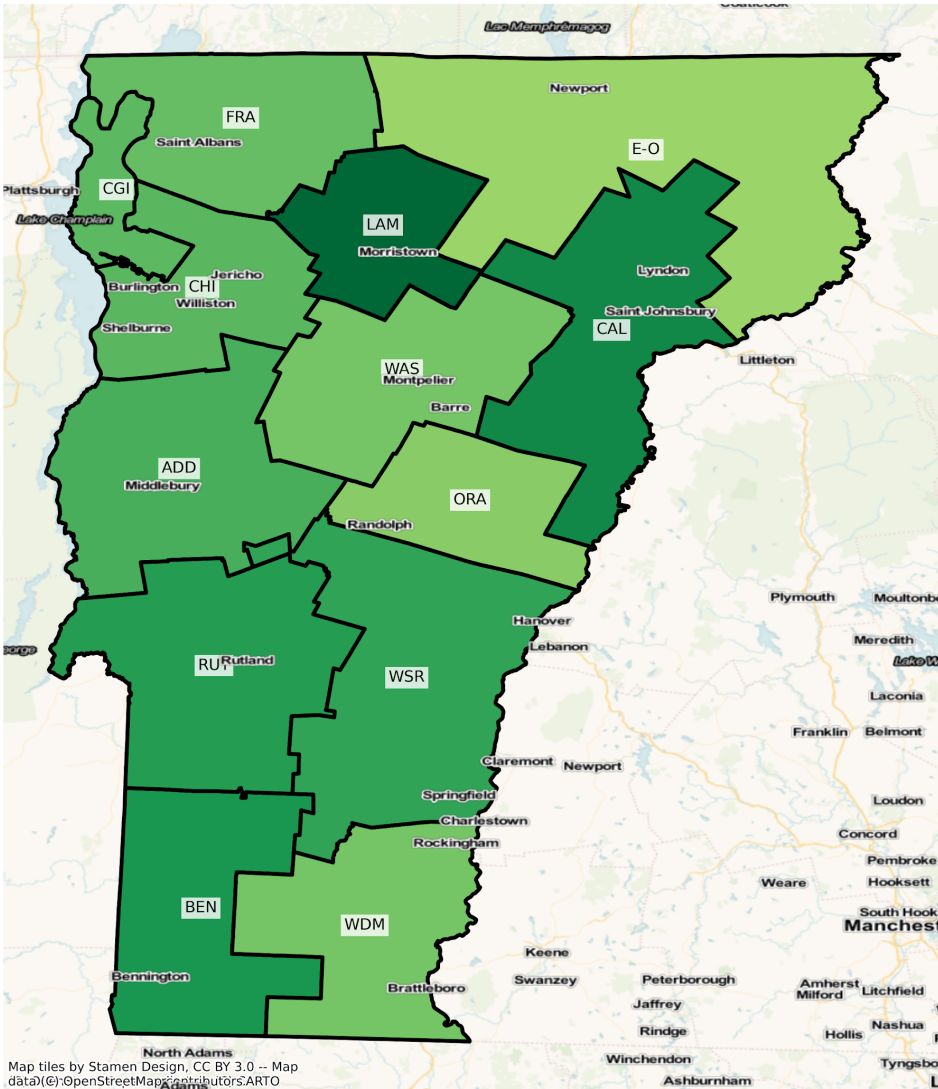 Coaticook
Lac Memphrémagog
Newport
FRA
Saint Albans
E-O
Plattsburgh
CGI
Lake Champlain
LAM
Morristown
Lyndon
Jericho
Burlington
CHI
Williston
Saint Johnsbury
Shelburne
CAL
Littleton
WAS
Montpelier
Barre
ADD
Middlebury
ORA
Randolph
Plymouth
Moultonb
Hanover
Meredith
Lebanon
eorge
Lake W
RUT
Rutland
WSR
Laconia
Franklin
Belmont
Claremont
Newport
Springfield
Loudon
Charlestown
Concord
Rockingham
Pembroke
Weare
Hooksett
BEN
South Hook
WDM
Manchest
Keene
Bennington
Swanzey
Peterborough
Amherst
Brattleboro
Milford
Litchfield
Jaffrey
Nashua
Rindge
Hollis
North Adams
Winchendon
Tyngsbo
Map tiles by Stamen Design, CC BY 3.0 -- Map
data (C) OpenStreetMap contributors
Adams
Ashburnham